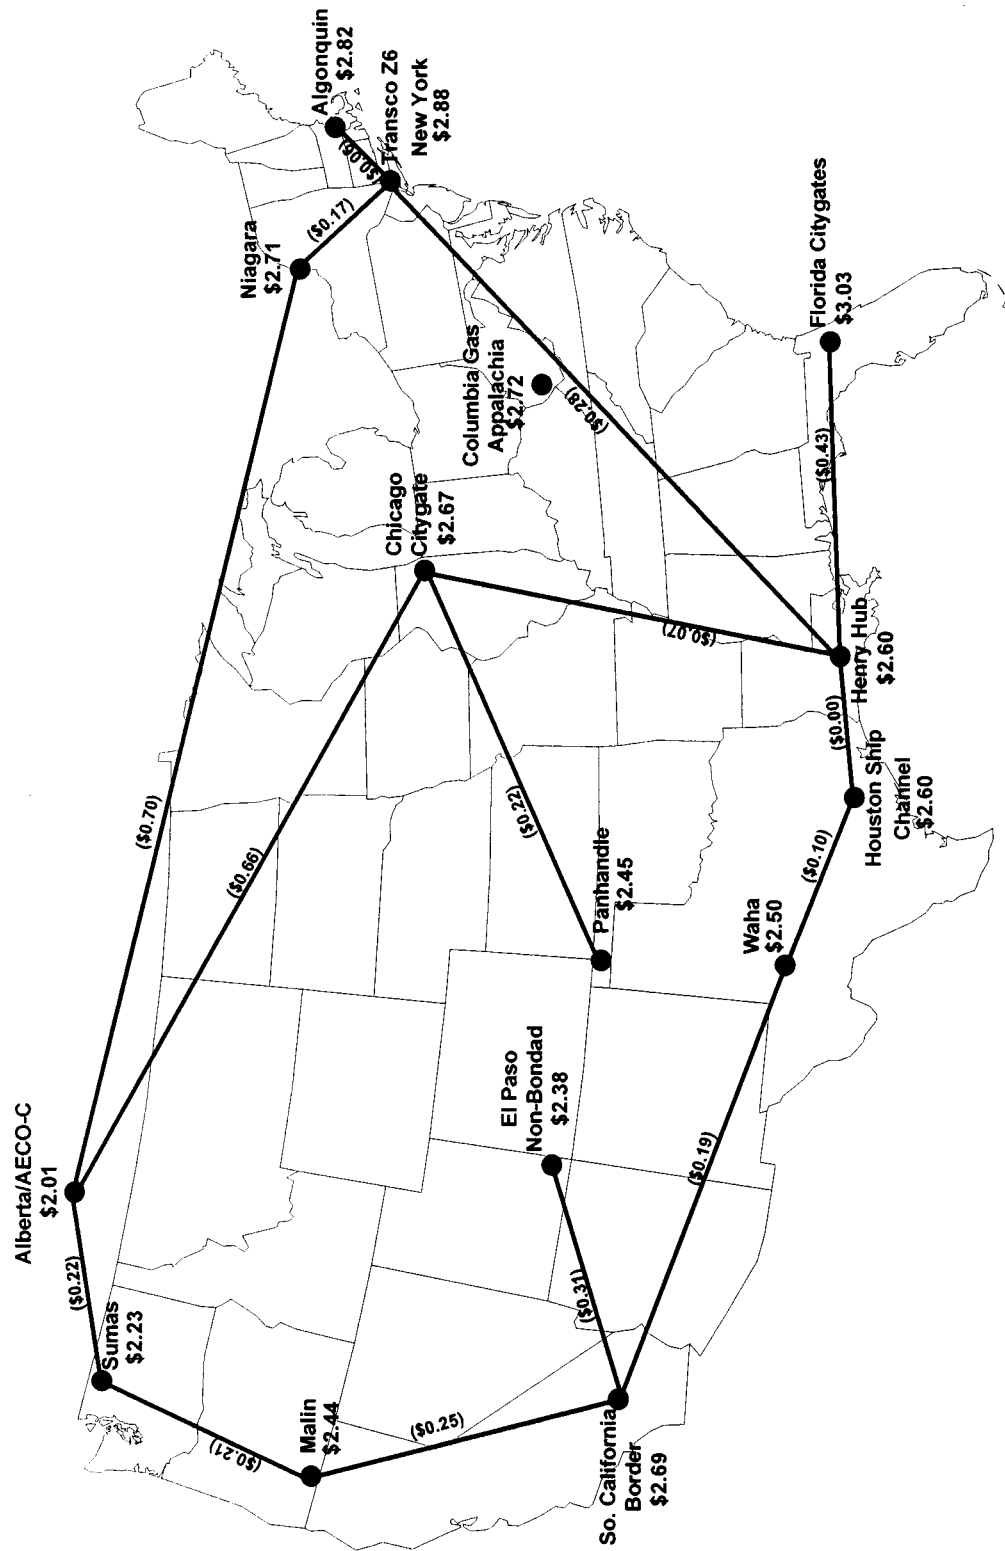 Alberta/AECO-C
$2.01
($0.22)
Sumas
$2.23
($0.21)
Malin
$2.44
($0.25)
So. California
Border
$2.69
($0.31)
El Paso
Non-Bondad
$2.38
($0.19)
Waha
$2.50
($0.10)
Houston Ship
Channel
$2.60
($0.00)
Henry Hub
$2.60
($0.43)
Florida Citygates
$3.03
($0.07)
Chicago
Citygate
$2.67
($0.66)
($0.22)
Panhandle
$2.45
($0.70)
Niagara
$2.71
($0.17)
Transco Z6
New York
$2.88
($0.06)
Algonquin
$2.82
($0.28)
Columbia Gas
Appalachia
$2.72